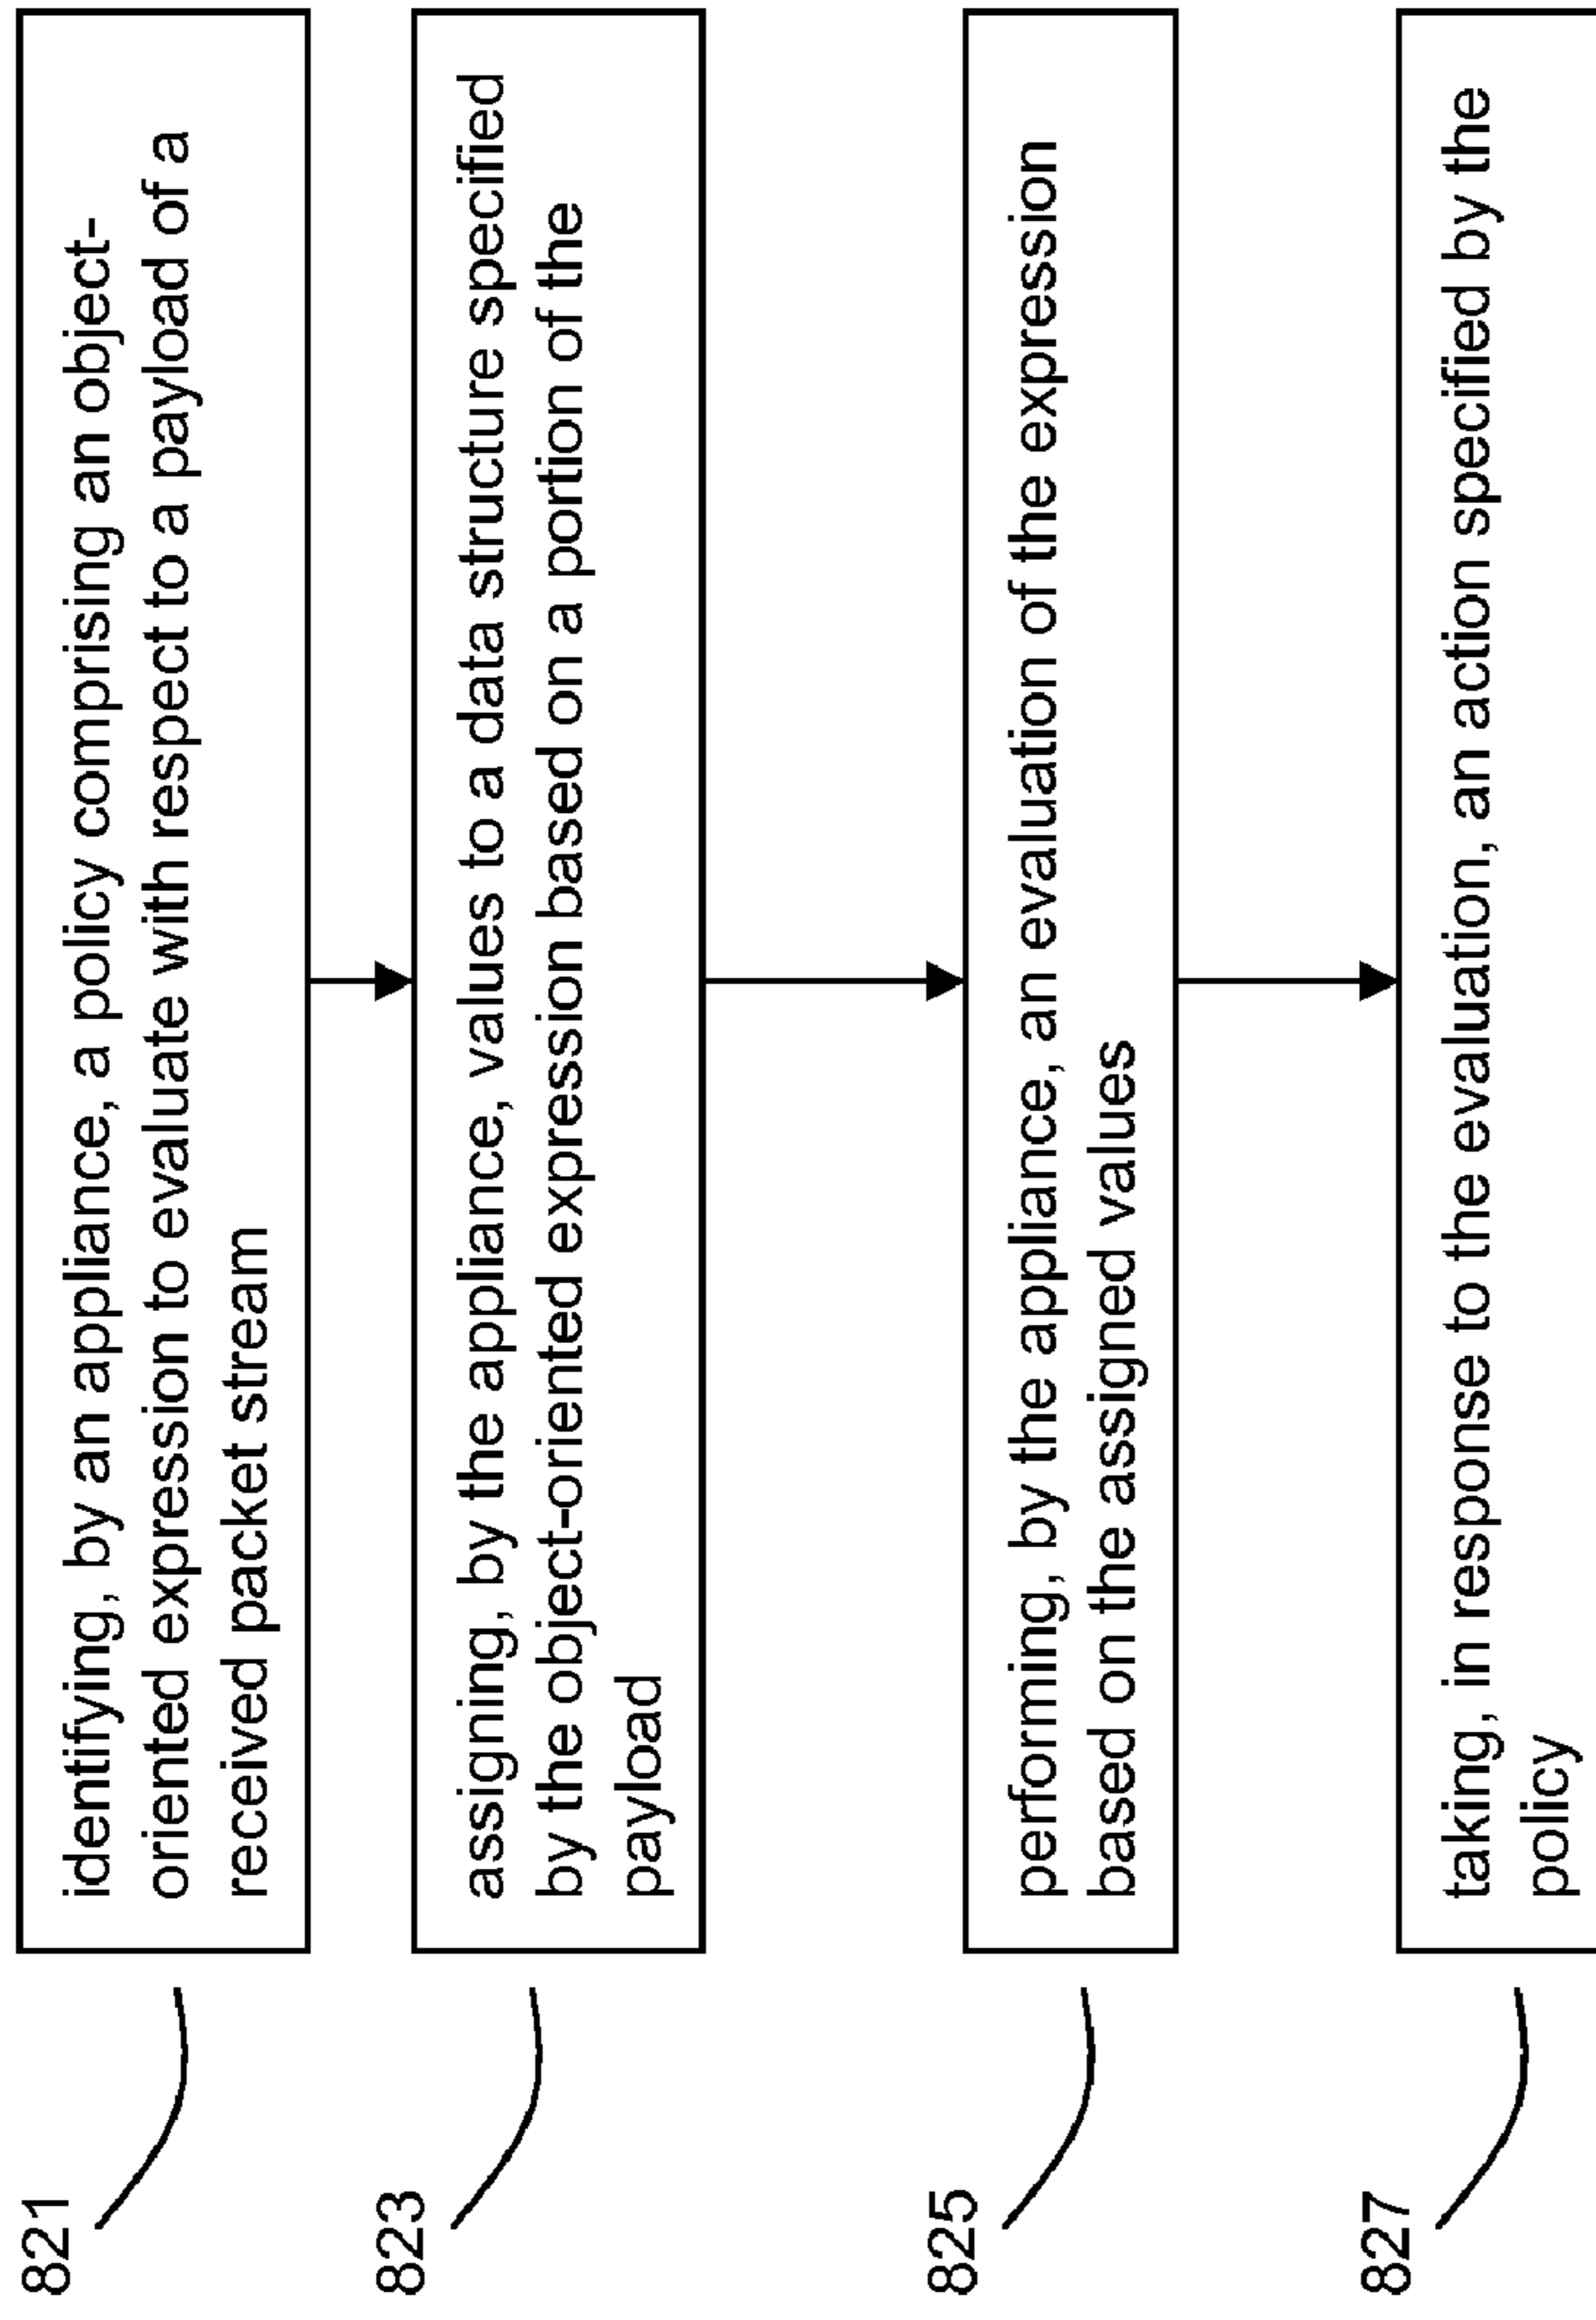 821
identifying, by an appliance, a policy comprising an object-
oriented expression to evaluate with respect to a payload of a
received packet stream
823
assigning, by the appliance, values to a data structure specified
by the object-oriented expression based on a portion of the
payload
825
performing, by the appliance, an evaluation of the expression
based on the assigned values
827
taking, in response to the evaluation, an action specified by the
policy